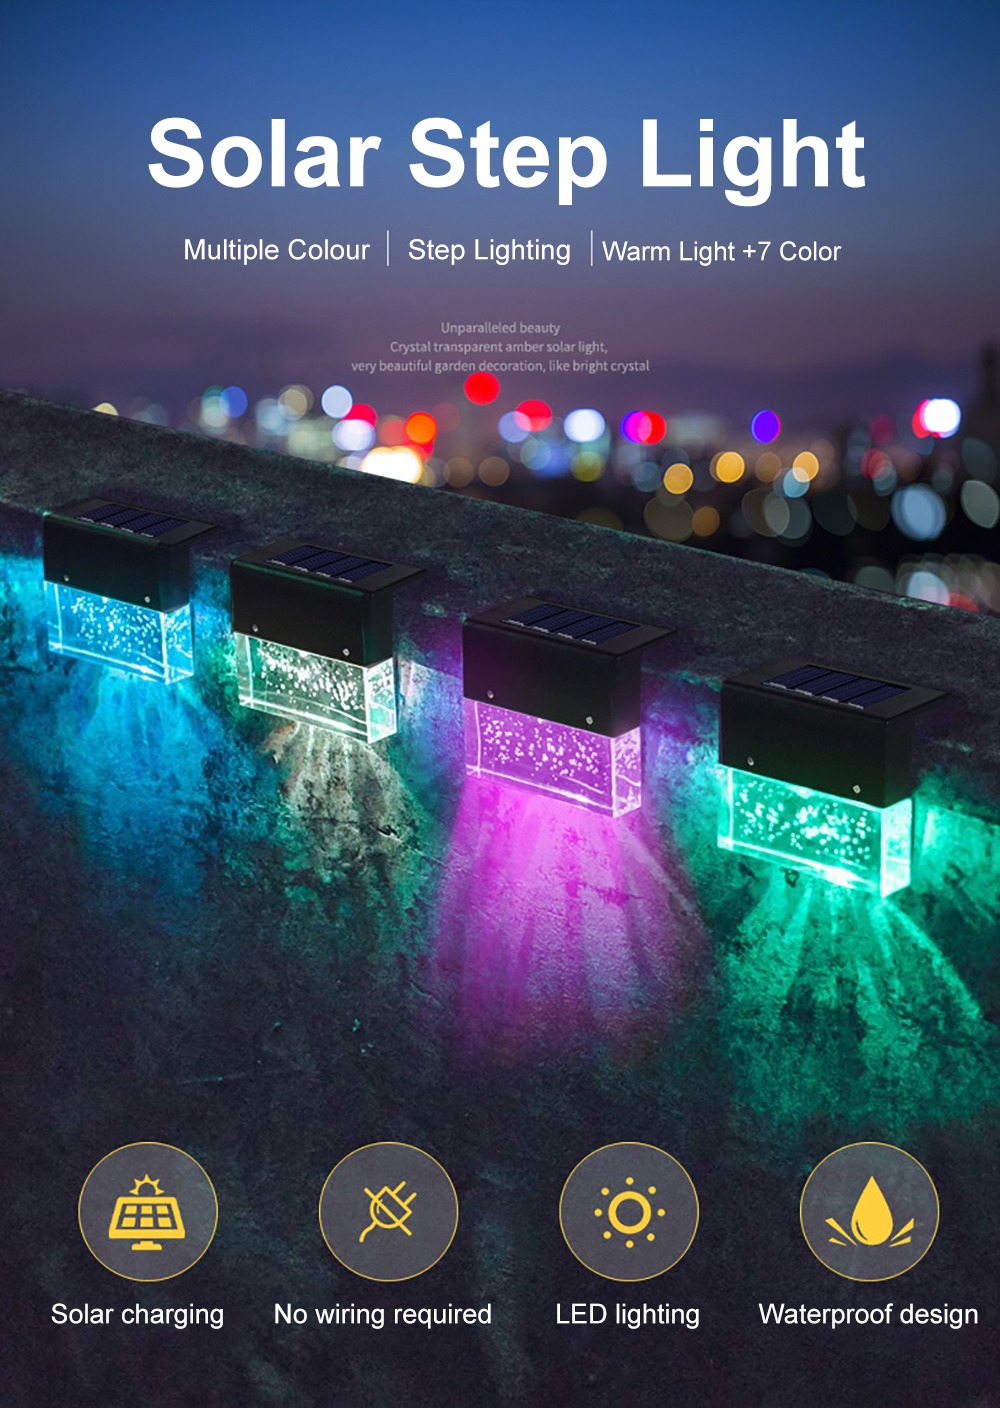 Solar Step Light
Multiple Colour | Step Lighting | Warm Light +7 Color
Unparalleled beauty
Crystal transparent amber solar light,
very beautiful garden decoration, like bright crystal
Solar charging
No wiring required
LED lighting
Waterproof design